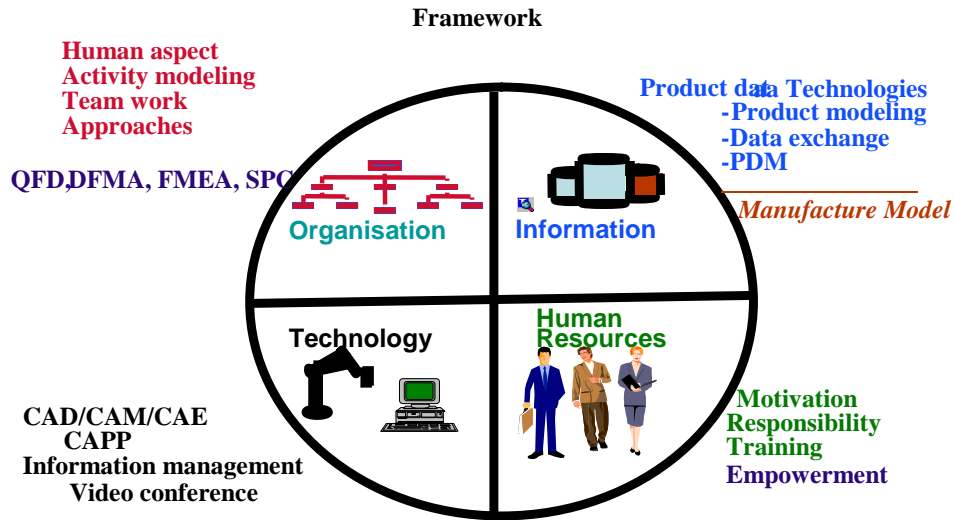 Framework
Human aspect
Activity modeling
Team work
Approaches
QFD,DFMA, FMEA, SPC
Product data Technologies
-Product modeling
-Data exchange
-PDM
Manufacture Model
Organisation
Information
Technology
Human
Resources
CAD/CAM/CAE
CAPP
Information management
Video conference
Motivation
Responsibility
Training
Empowerment